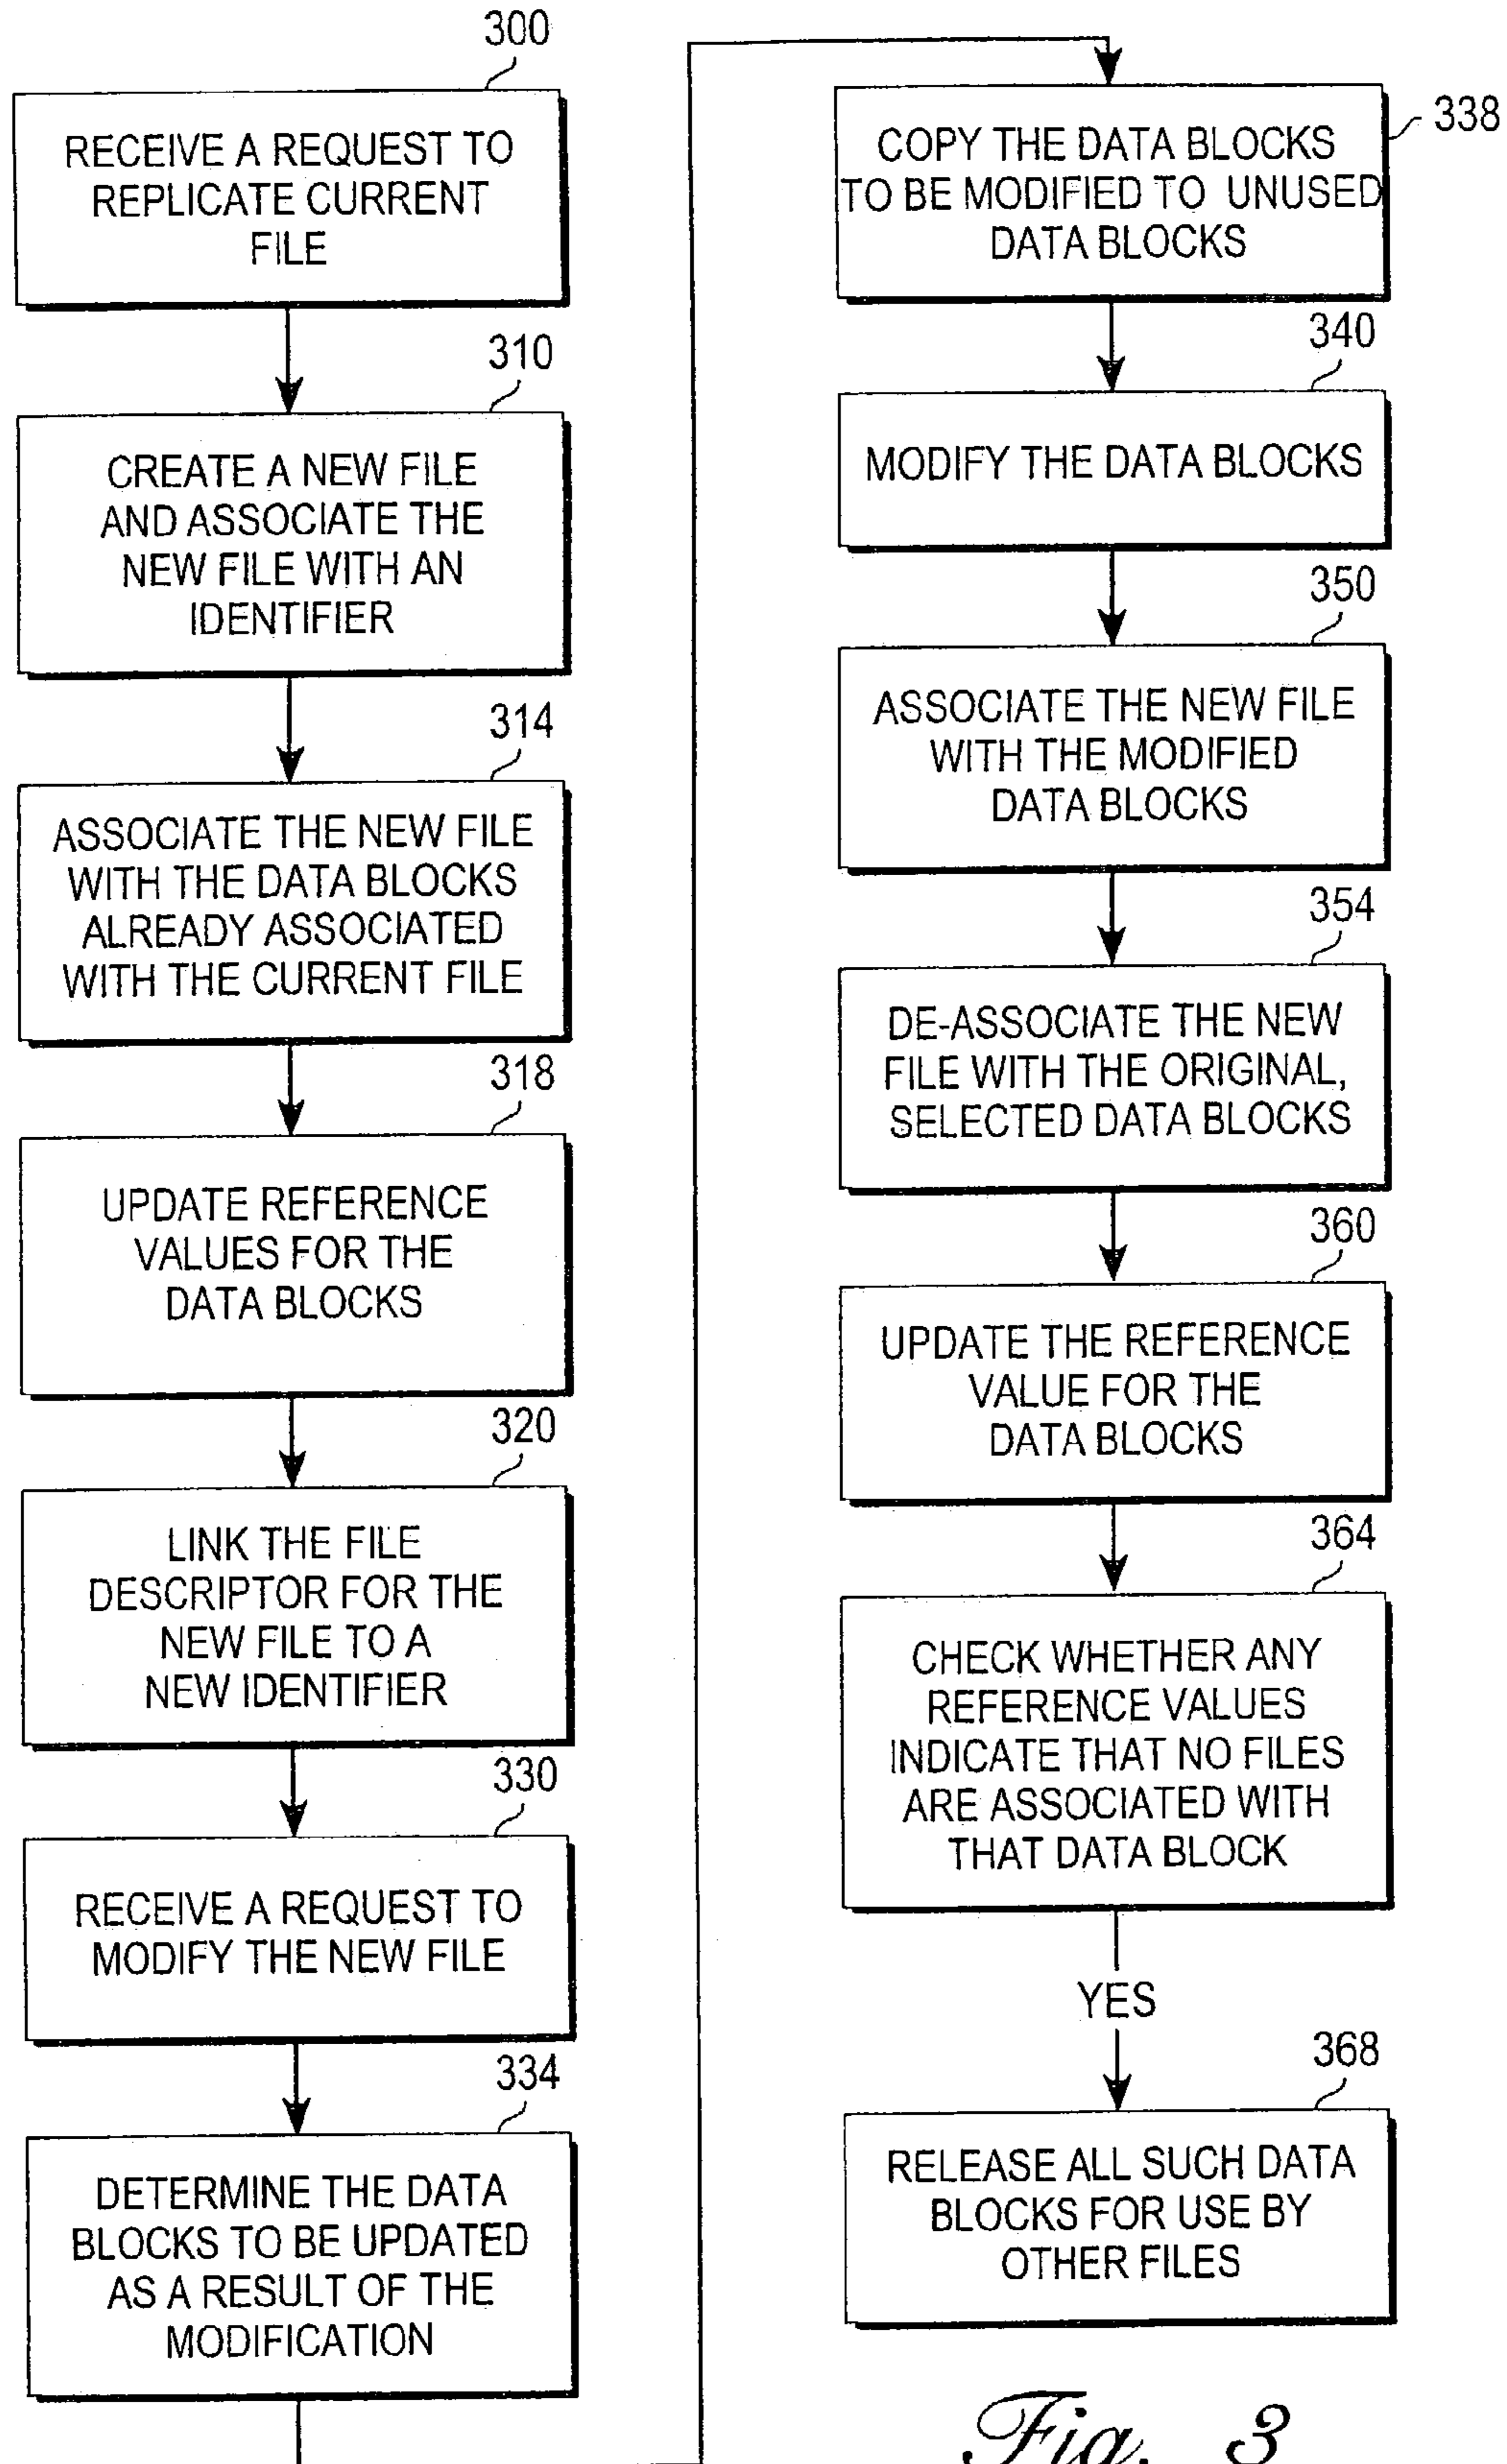 300
RECEIVE A REQUEST TO
REPLICATE CURRENT
FILE
310
CREATE A NEW FILE
AND ASSOCIATE THE
NEW FILE WITH AN
IDENTIFIER
314
ASSOCIATE THE NEW FILE
WITH THE DATA BLOCKS
ALREADY ASSOCIATED
WITH THE CURRENT FILE
318
UPDATE REFERENCE
VALUES FOR THE
DATA BLOCKS
320
LINK THE FILE
DESCRIPTOR FOR THE
NEW FILE TO A
NEW IDENTIFIER
330
RECEIVE A REQUEST TO
MODIFY THE NEW FILE
334
DETERMINE THE DATA
BLOCKS TO BE UPDATED
AS A RESULT OF THE
MODIFICATION
338
COPY THE DATA BLOCKS
TO BE MODIFIED TO UNUSED
DATA BLOCKS
340
MODIFY THE DATA BLOCKS
350
ASSOCIATE THE NEW FILE
WITH THE MODIFIED
DATA BLOCKS
354
DE-ASSOCIATE THE NEW
FILE WITH THE ORIGINAL,
SELECTED DATA BLOCKS
360
UPDATE THE REFERENCE
VALUE FOR THE
DATA BLOCKS
364
CHECK WHETHER ANY
REFERENCE VALUES
INDICATE THAT NO FILES
ARE ASSOCIATED WITH
THAT DATA BLOCK
YES
368
RELEASE ALL SUCH DATA
BLOCKS FOR USE BY
OTHER FILES
Fig. 3